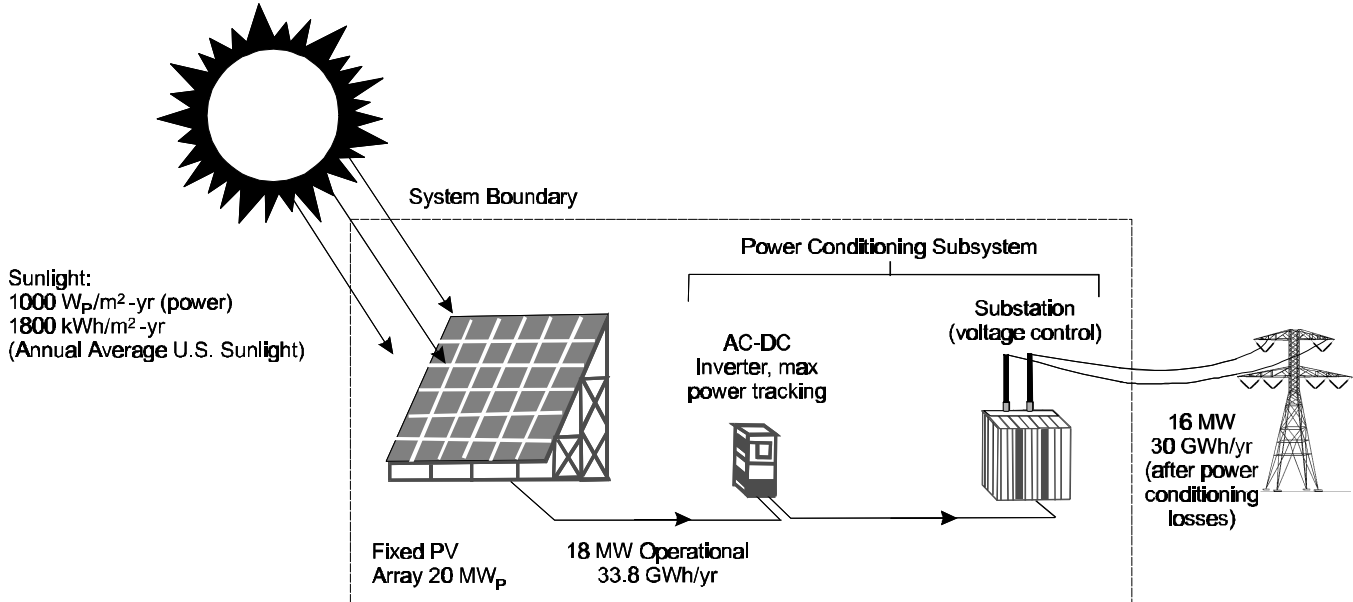 System Boundary
Power Conditioning Subsystem
Sunlight:
1000 Wₚ/m²-yr (power)
1800 kWh/m²-yr
(Annual Average U.S. Sunlight)
Substation
(voltage control)
AC-DC
Inverter, max
power tracking
16 MW
30 GWh/yr
(after power
conditioning
losses)
Fixed PV
Array 20 MWₚ
18 MW Operational
33.8 GWh/yr